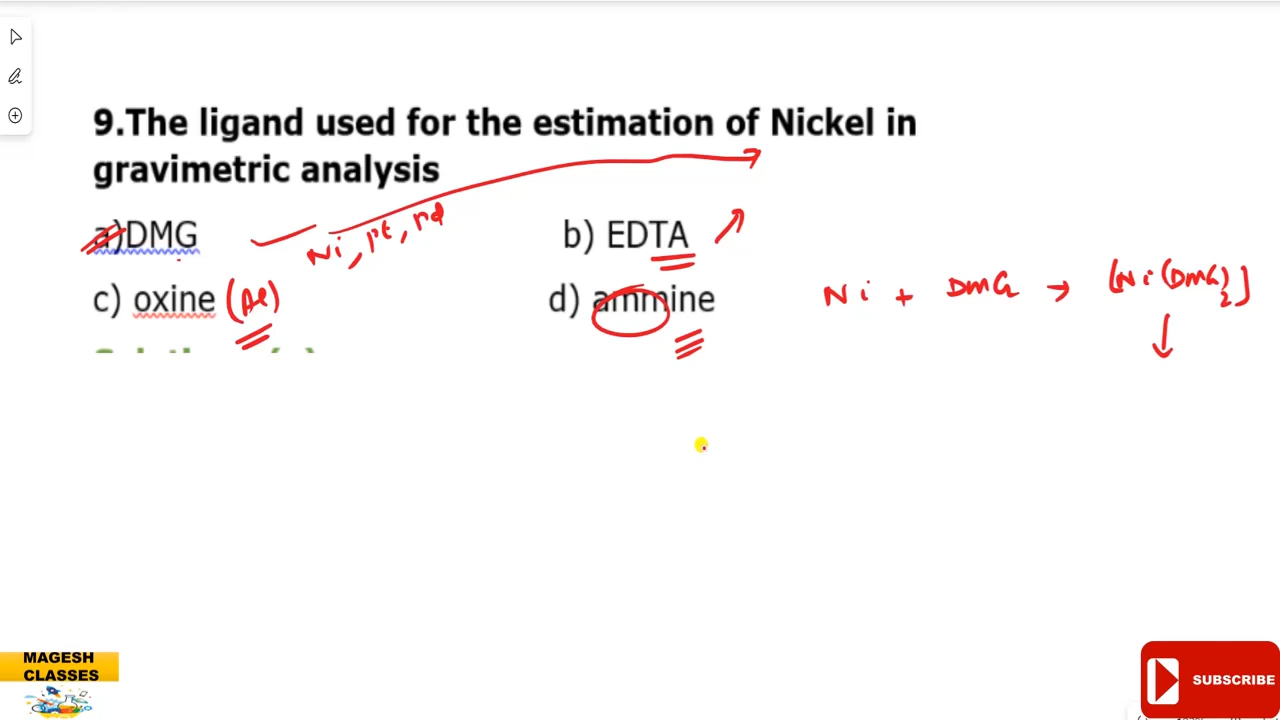 9.The ligand used for the estimation of Nickel in
gravimetric analysis
a)DMG
Ni, pt, pd
b) EDTA
c) oxine (Al)
d) ammine
Ni + DMG → [Ni(DMG)2]
↓
MAGESH
CLASSES
SUBSCRIBE